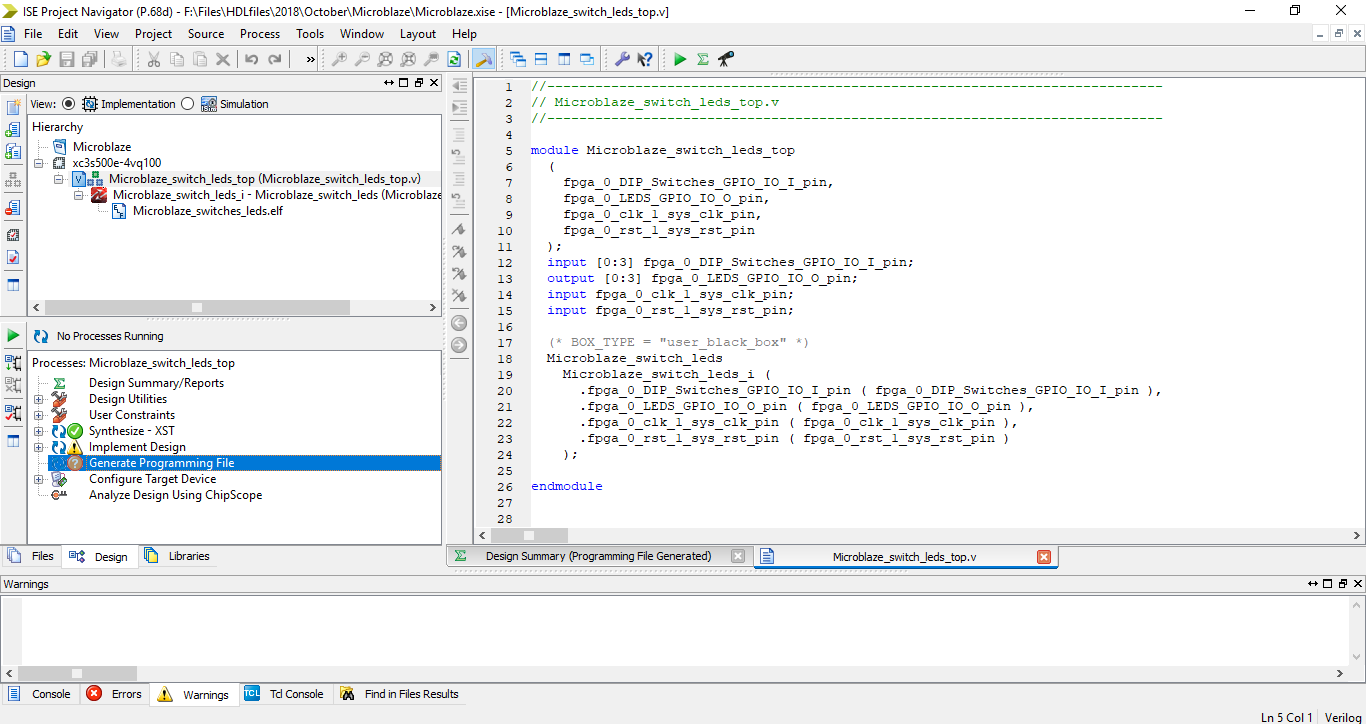 ISE Project Navigator (P.68d) - F:\Files\HDLfiles\2018\October\Microblaze\Microblaze.xise - [Microblaze_switch_leds_top.v]
File Edit View Project Source Process Tools Window Layout Help
»
Design
View: Implementation Simulation
Hierarchy
Microblaze
xc3s500e-4vq100
V Microblaze_switch_leds_top (Microblaze_switch_leds_top.v)
Microblaze_switch_leds_i - Microblaze_switch_leds (Microblaze
Microblaze_switches_leds.elf
No Processes Running
Processes: Microblaze_switch_leds_top
Design Summary/Reports
Design Utilities
User Constraints
Synthesize - XST
Implement Design
Generate Programming File
Configure Target Device
Analyze Design Using ChipScope
Files Design Libraries
1 //----------------------------------------------------------------------------
2 // Microblaze_switch_leds_top.v
3 //----------------------------------------------------------------------------
4
5 module Microblaze_switch_leds_top
6 (
7 fpga_0_DIP_Switches_GPIO_IO_I_pin,
8 fpga_0_LEDS_GPIO_IO_O_pin,
9 fpga_0_clk_1_sys_clk_pin,
10 fpga_0_rst_1_sys_rst_pin
11 );
12 input [0:3] fpga_0_DIP_Switches_GPIO_IO_I_pin;
13 output [0:3] fpga_0_LEDS_GPIO_IO_O_pin;
14 input fpga_0_clk_1_sys_clk_pin;
15 input fpga_0_rst_1_sys_rst_pin;
16
17 (* BOX_TYPE = "user_black_box" *)
18 Microblaze_switch_leds
19 Microblaze_switch_leds_i (
20 .fpga_0_DIP_Switches_GPIO_IO_I_pin ( fpga_0_DIP_Switches_GPIO_IO_I_pin ),
21 .fpga_0_LEDS_GPIO_IO_O_pin ( fpga_0_LEDS_GPIO_IO_O_pin ),
22 .fpga_0_clk_1_sys_clk_pin ( fpga_0_clk_1_sys_clk_pin ),
23 .fpga_0_rst_1_sys_rst_pin ( fpga_0_rst_1_sys_rst_pin )
24 );
25
26 endmodule
27
28
Design Summary (Programming File Generated) Microblaze_switch_leds_top.v
Warnings
Console Errors Warnings TCL Tcl Console Find in Files Results
Ln 5 Col 1 Verilog